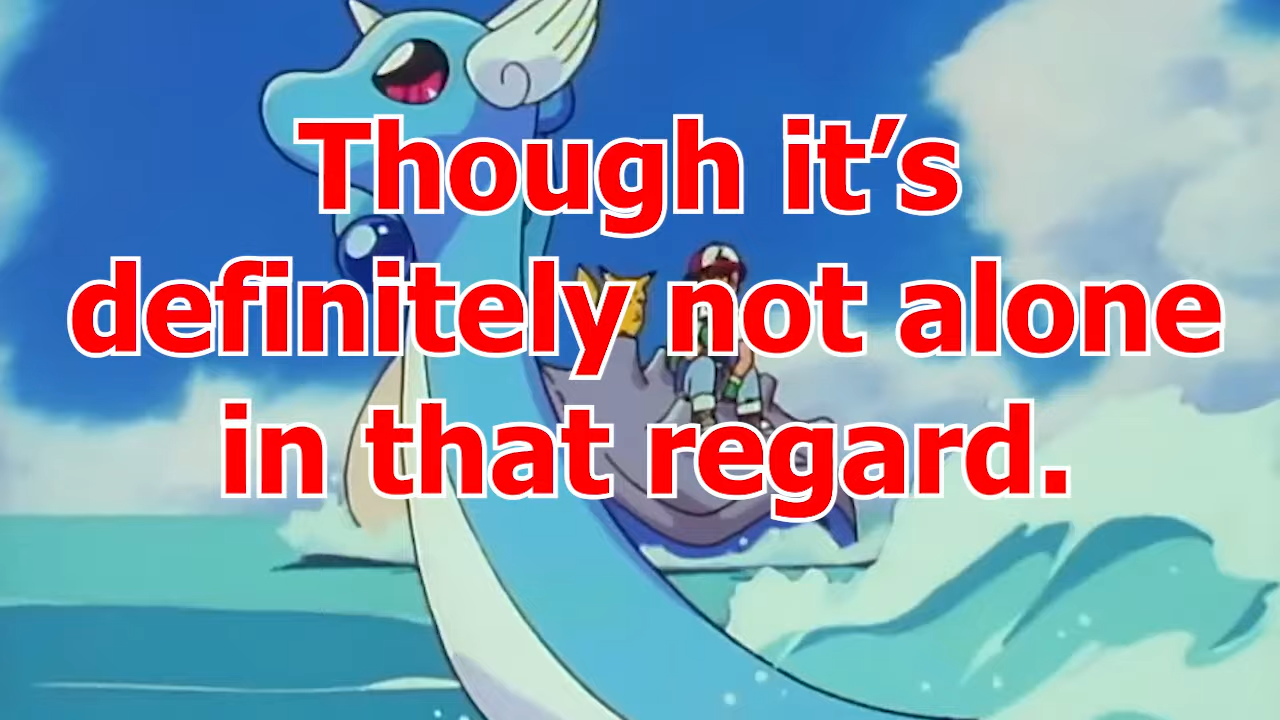 Though it’s
definitely not alone
in that regard.